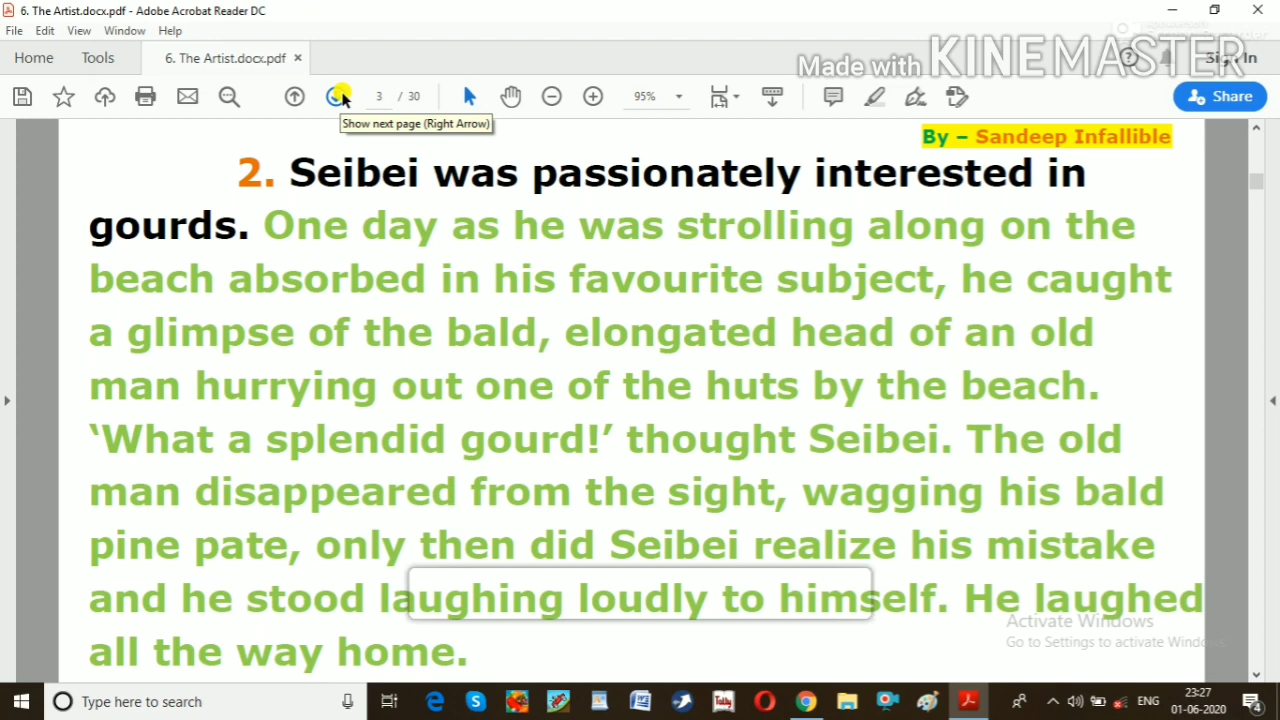 6. The Artist.docx.pdf - Adobe Acrobat Reader DC
File Edit View Window Help
Made with KINEMASTER
Home Tools 6. The Artist.docx.pdf × Sign In
3 / 30 95% Share
Show next page (Right Arrow)
By – Sandeep Infallible
2. Seibei was passionately interested in
gourds. One day as he was strolling along on the
beach absorbed in his favourite subject, he caught
a glimpse of the bald, elongated head of an old
man hurrying out one of the huts by the beach.
‘What a splendid gourd!’ thought Seibei. The old
man disappeared from the sight, wagging his bald
pine pate, only then did Seibei realize his mistake
and he stood laughing loudly to himself. He laughed
all the way home.
Activate Windows
Go to Settings to activate Windows
Type here to search
ENG
23:27
01-06-2020
4